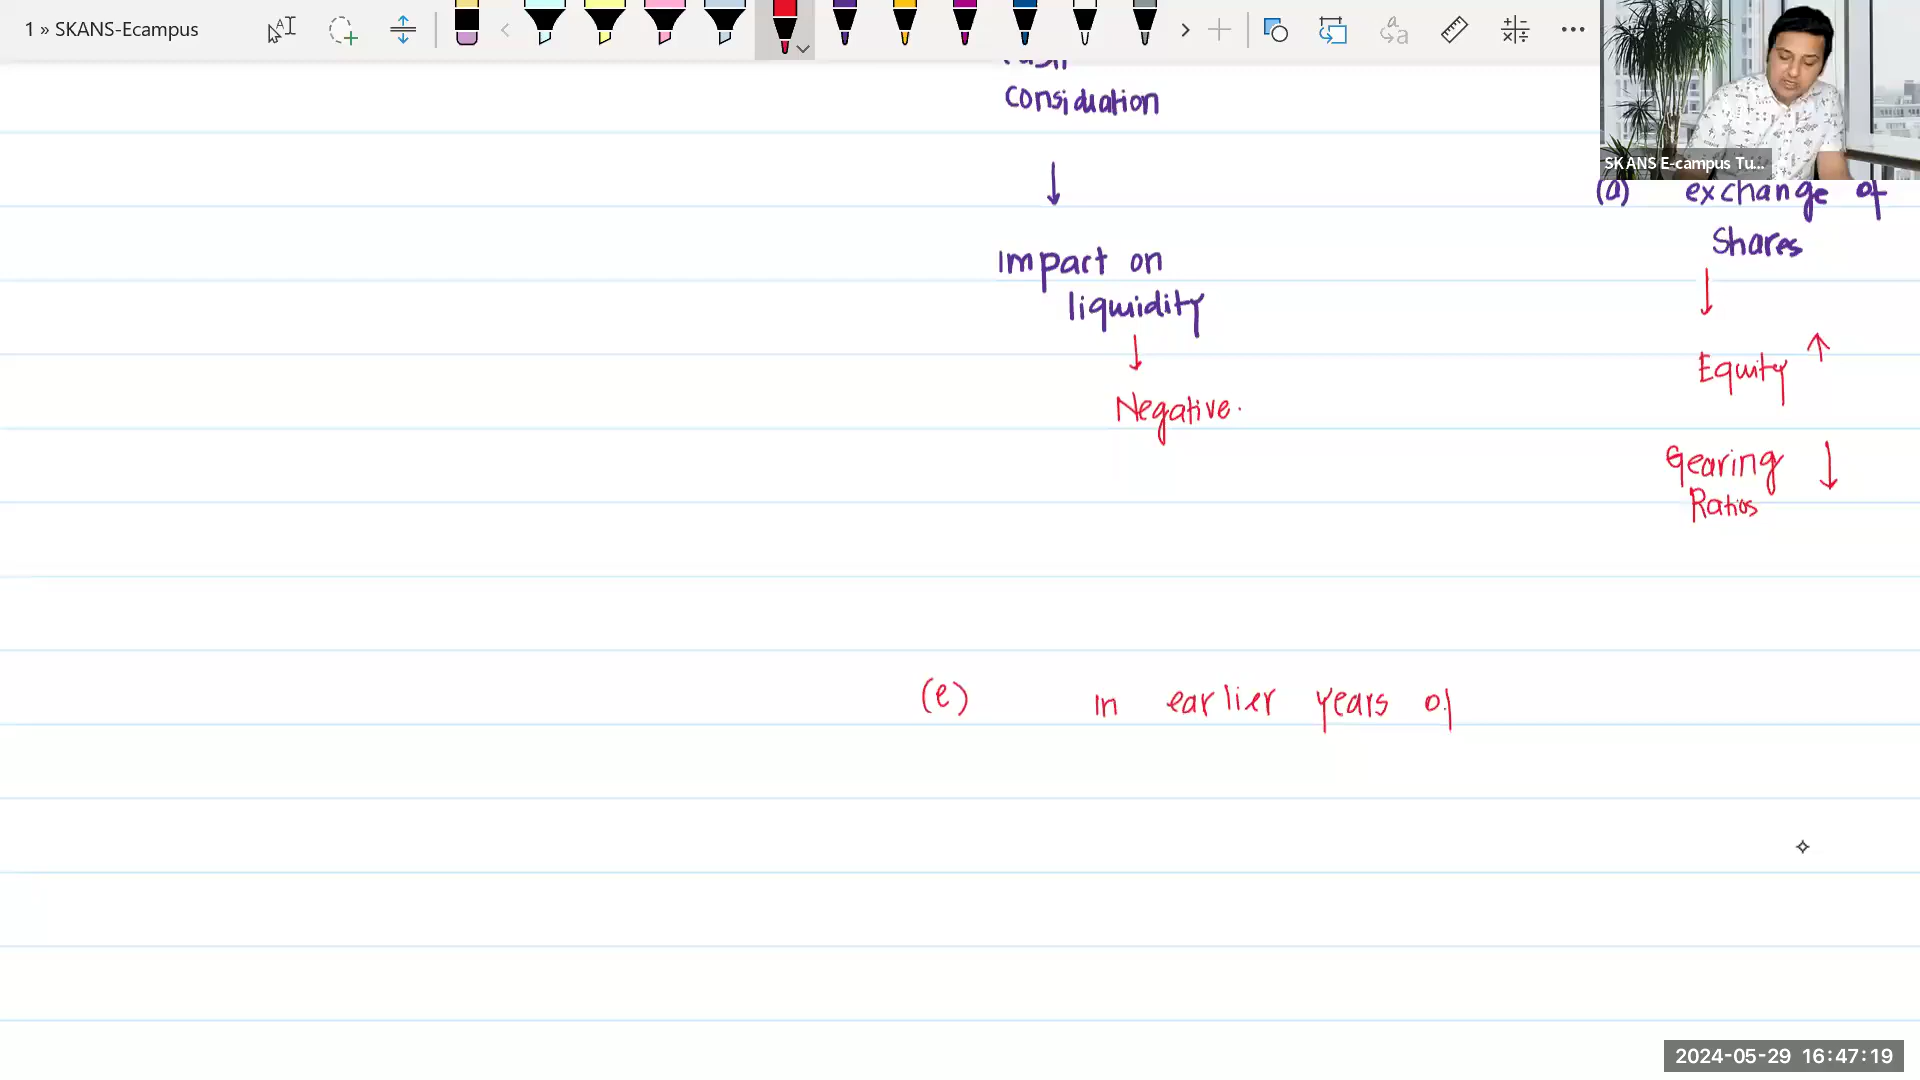 1 » SKANS-Ecampus
Consideration
Impact on
liquidity
Negative.
SKANS E-campus Tu...
(a) exchange of
Shares
Equity ↑
Gearing ↓
Ratios
(e) in earlier years of
2024-05-29 16:47:19